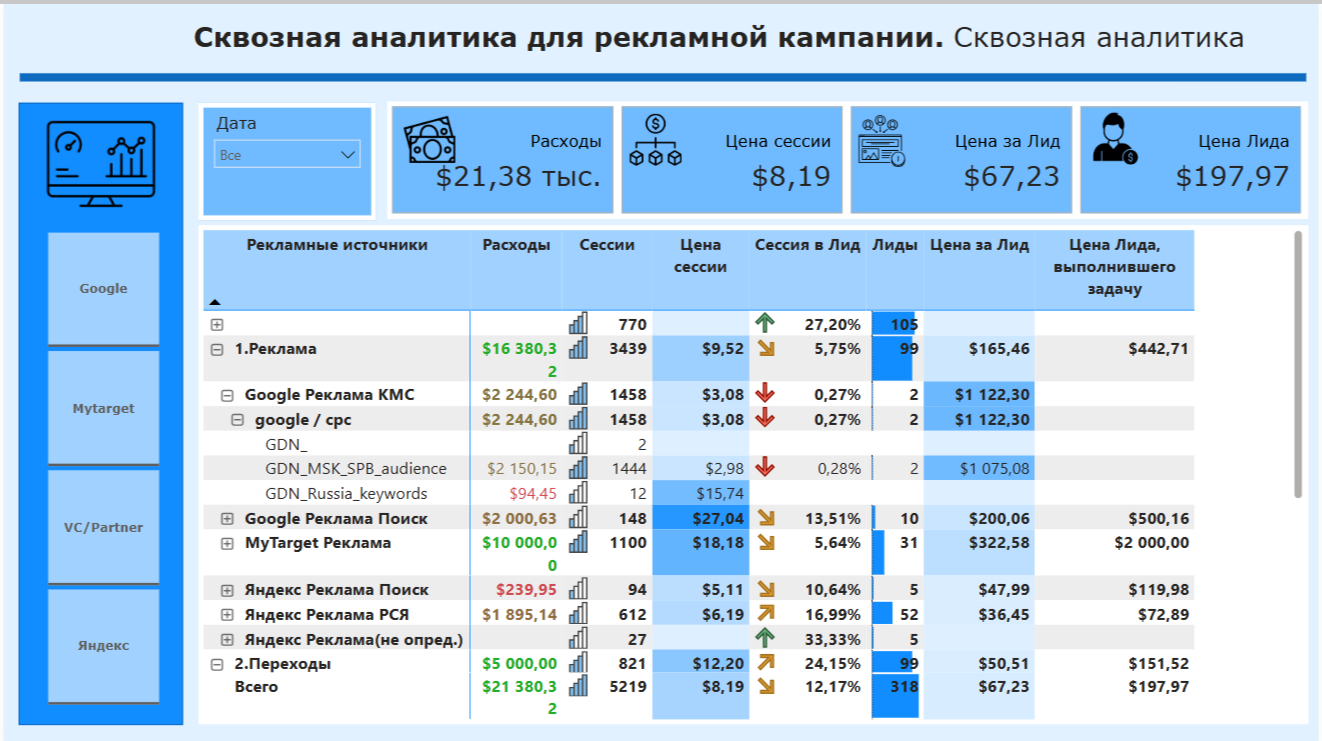 Сквозная аналитика для рекламной кампании. Сквозная аналитика
Дата
Все
Расходы
$21,38 тыс.
Цена сессии
$8,19
Цена за Лид
$67,23
Цена Лида
$197,97
Google
Mytarget
VC/Partner
Яндекс
Рекламные источники Расходы Сессии Цена сессии Сессия в Лид Лиды Цена за Лид Цена Лида, выполнившего задачу
770 27,20% 105
1.Реклама $16 380,32 3439 $9,52 5,75% 99 $165,46 $442,71
Google Реклама КМС $2 244,60 1458 $3,08 0,27% 2 $1 122,30
google / cpc $2 244,60 1458 $3,08 0,27% 2 $1 122,30
GDN_ 2
GDN_MSK_SPB_audience $2 150,15 1444 $2,98 0,28% 2 $1 075,08
GDN_Russia_keywords $94,45 12 $15,74
Google Реклама Поиск $2 000,63 148 $27,04 13,51% 10 $200,06 $500,16
MyTarget Реклама $10 000,00 1100 $18,18 5,64% 31 $322,58 $2 000,00
Яндекс Реклама Поиск $239,95 94 $5,11 10,64% 5 $47,99 $119,98
Яндекс Реклама РСЯ $1 895,14 612 $6,19 16,99% 52 $36,45 $72,89
Яндекс Реклама(не опред.) 27 33,33% 5
2.Переходы $5 000,00 821 $12,20 24,15% 99 $50,51 $151,52
Всего $21 380,32 5219 $8,19 12,17% 318 $67,23 $197,97